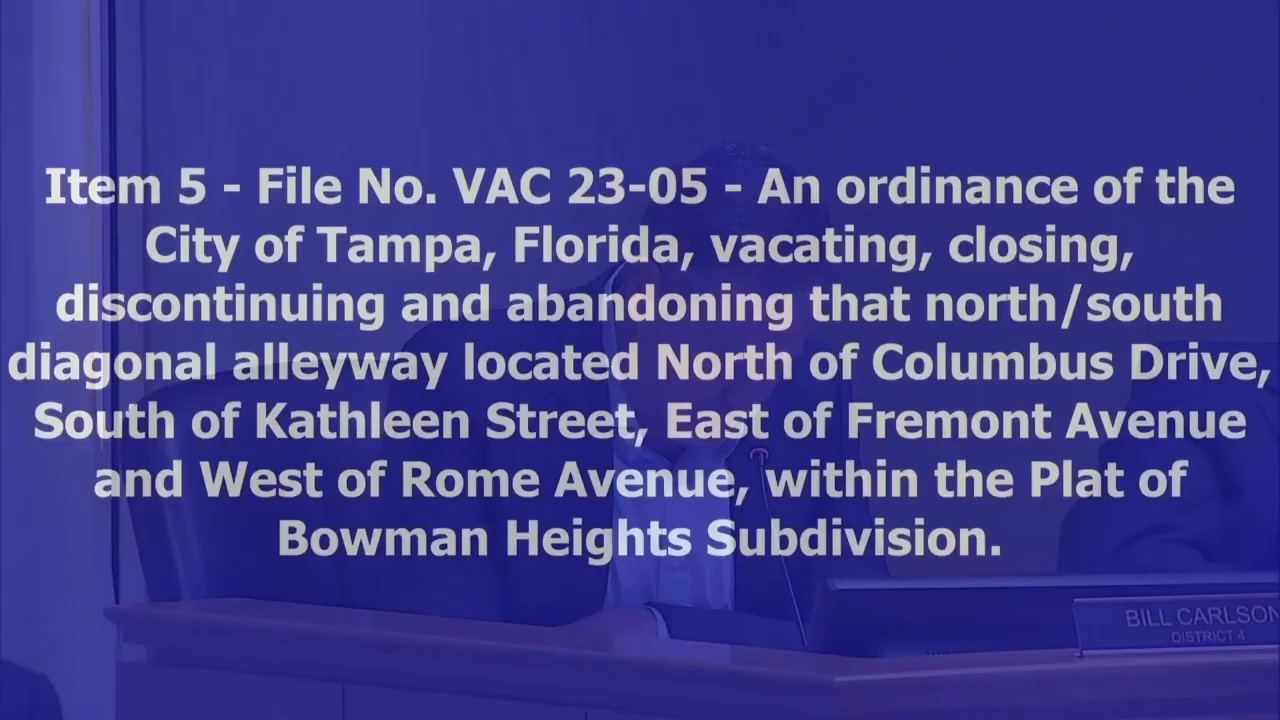 Item 5 - File No. VAC 23-05 - An ordinance of the
City of Tampa, Florida, vacating, closing,
discontinuing and abandoning that north/south
diagonal alleyway located North of Columbus Drive,
South of Kathleen Street, East of Fremont Avenue
and West of Rome Avenue, within the Plat of
Bowman Heights Subdivision.
BILL CARLSON
DISTRICT 4